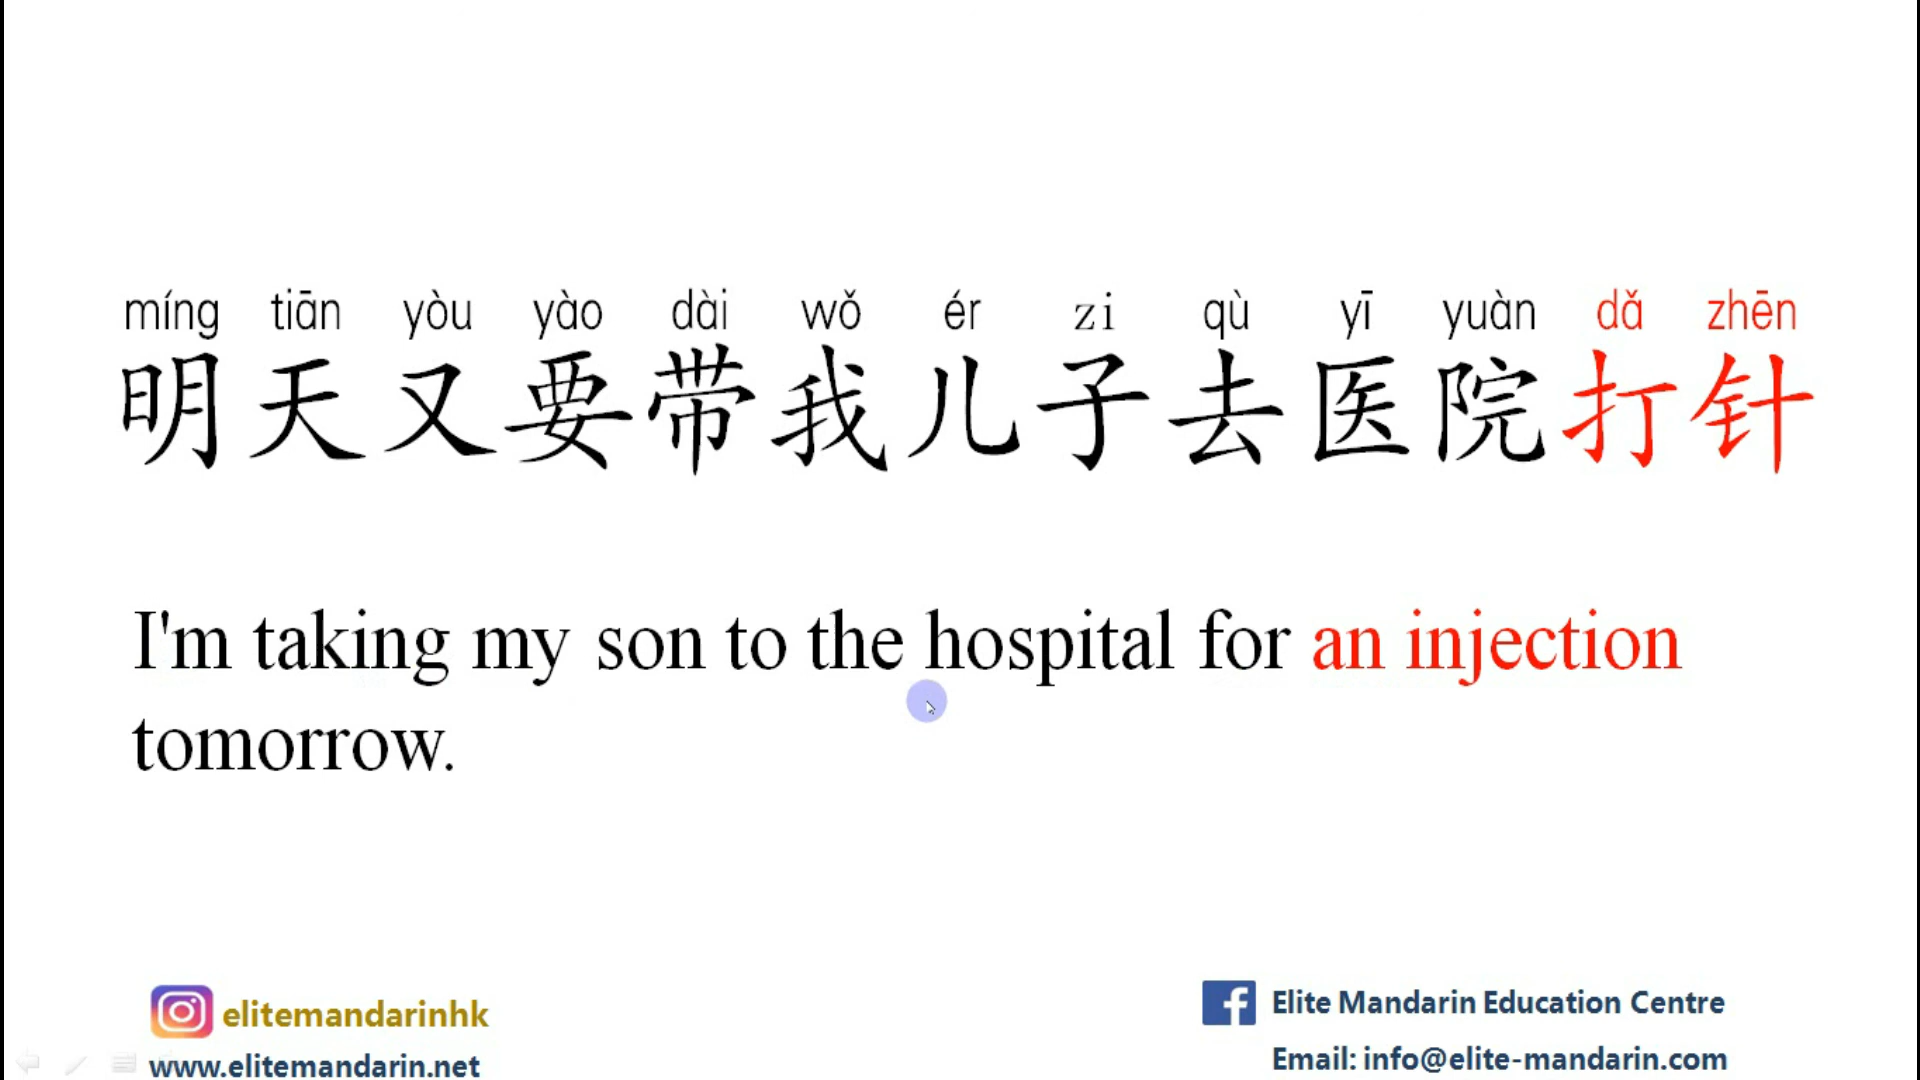 míng tiān yòu yào dài wǒ ér zi qù yī yuàn dǎ zhēn
明天又要带我儿子去医院打针
I'm taking my son to the hospital for an injection
tomorrow.
elitemandarinhk
www.elitemandarin.net
Elite Mandarin Education Centre
Email: info@elite-mandarin.com